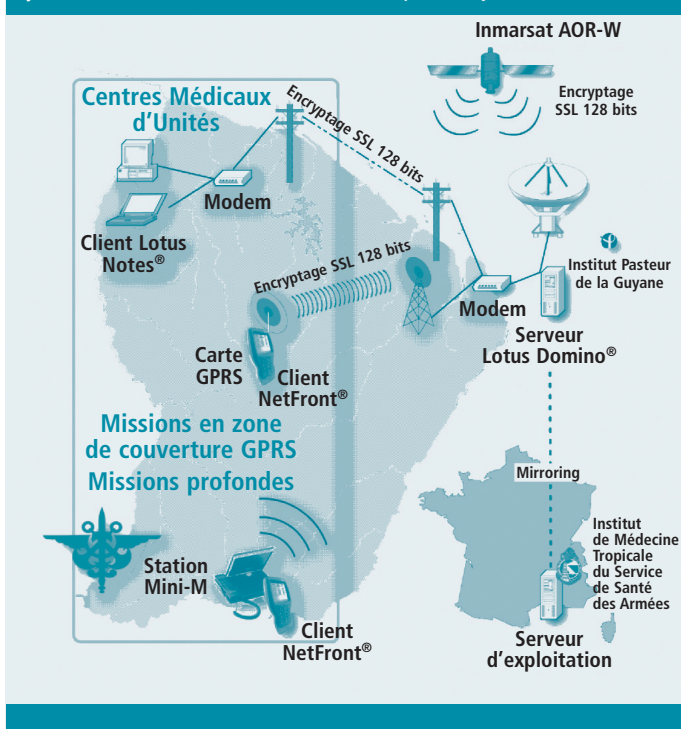 Inmarsat AOR-W
Encryptage
SSL 128 bits
Centres Médicaux
d'Unités
Encryptage SSL 128 bits
Modem
Client Lotus
Notes®
Encryptage SSL 128 bits
Institut Pasteur
de la Guyane
Modem
Serveur
Lotus Domino®
Carte
GPRS
Client
NetFront®
Missions en zone
de couverture GPRS
Missions profondes
Mirroring
Station
Mini-M
Client
NetFront®
Institut
de Médecine
Tropicale
du Service
de Santé
des Armées
Serveur
d'exploitation